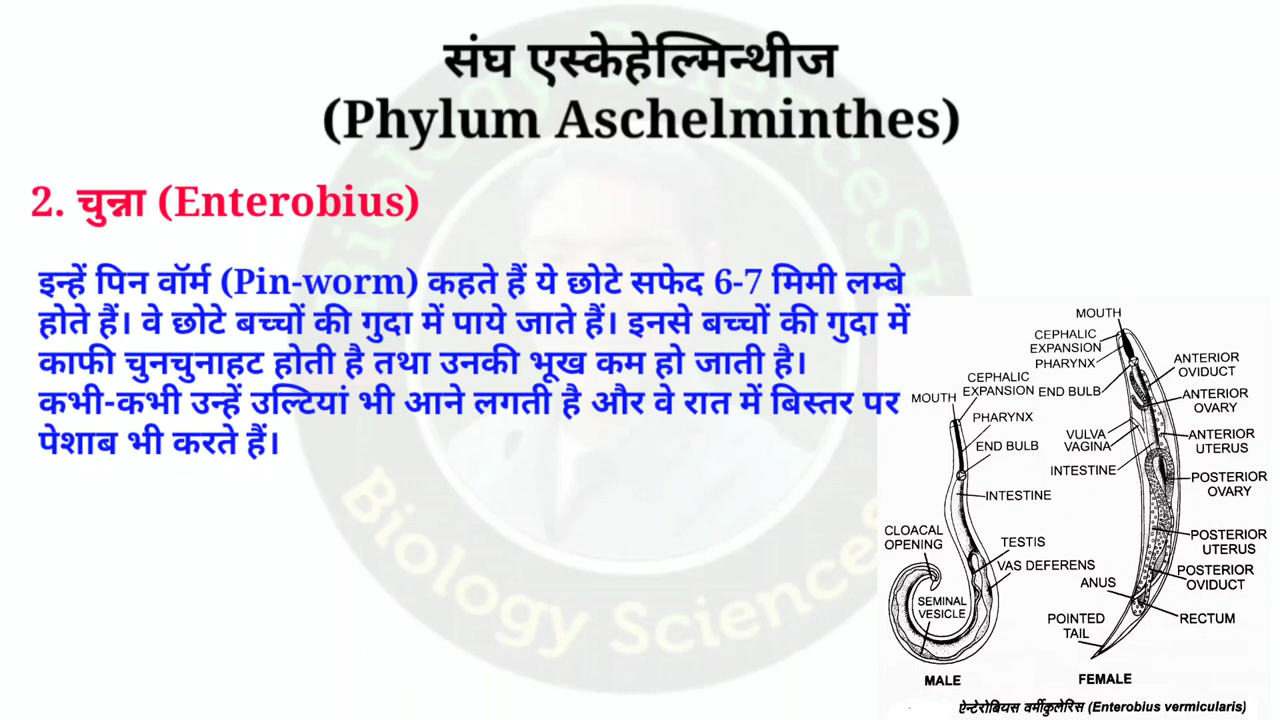 संघ एस्केहेल्मिन्थीज
(Phylum Aschelminthes)
2. चुन्ना (Enterobius)
इन्हें पिन वॉर्म (Pin-worm) कहते हैं ये छोटे सफेद 6-7 मिमी लम्बे
होते हैं। वे छोटे बच्चों की गुदा में पाये जाते हैं। इनसे बच्चों की गुदा में
काफी चुनचुनाहट होती है तथा उनकी भूख कम हो जाती है।
कभी-कभी उन्हें उल्टियां भी आने लगती है और वे रात में बिस्तर पर
पेशाब भी करते हैं।
MOUTH
CEPHALIC
EXPANSION
PHARYNX
END BULB
INTESTINE
CLOACAL
OPENING
TESTIS
VAS DEFERENS
SEMINAL
VESICLE
MALE
MOUTH
CEPHALIC
EXPANSION
PHARYNX
END BULB
ANTERIOR
OVIDUCT
ANTERIOR
OVARY
VULVA
VAGINA
ANTERIOR
UTERUS
INTESTINE
POSTERIOR
OVARY
POSTERIOR
UTERUS
POSTERIOR
OVIDUCT
ANUS
RECTUM
POINTED
TAIL
FEMALE
ऐन्टेरोबियस वर्मीकुलेरिस (Enterobius vermicularis)
Biology SciencesSr
Biology Sciences